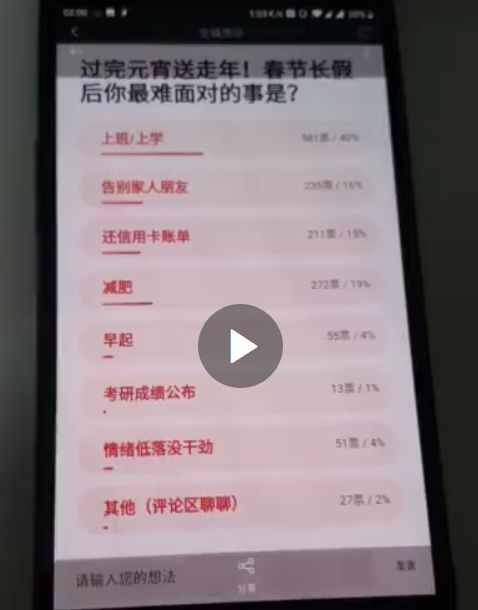 02:00
过完元宵送走年！春节长假
后你最难面对的事是？
上班/上学 581票 / 40%
告别家人朋友 235票 / 16%
还信用卡账单 211票 / 15%
减肥 272票 / 19%
早起 55票 / 4%
考研成绩公布 13票 / 1%
情绪低落没干劲 51票 / 4%
其他（评论区聊聊） 27票 / 2%
请输入您的想法 发表
分享